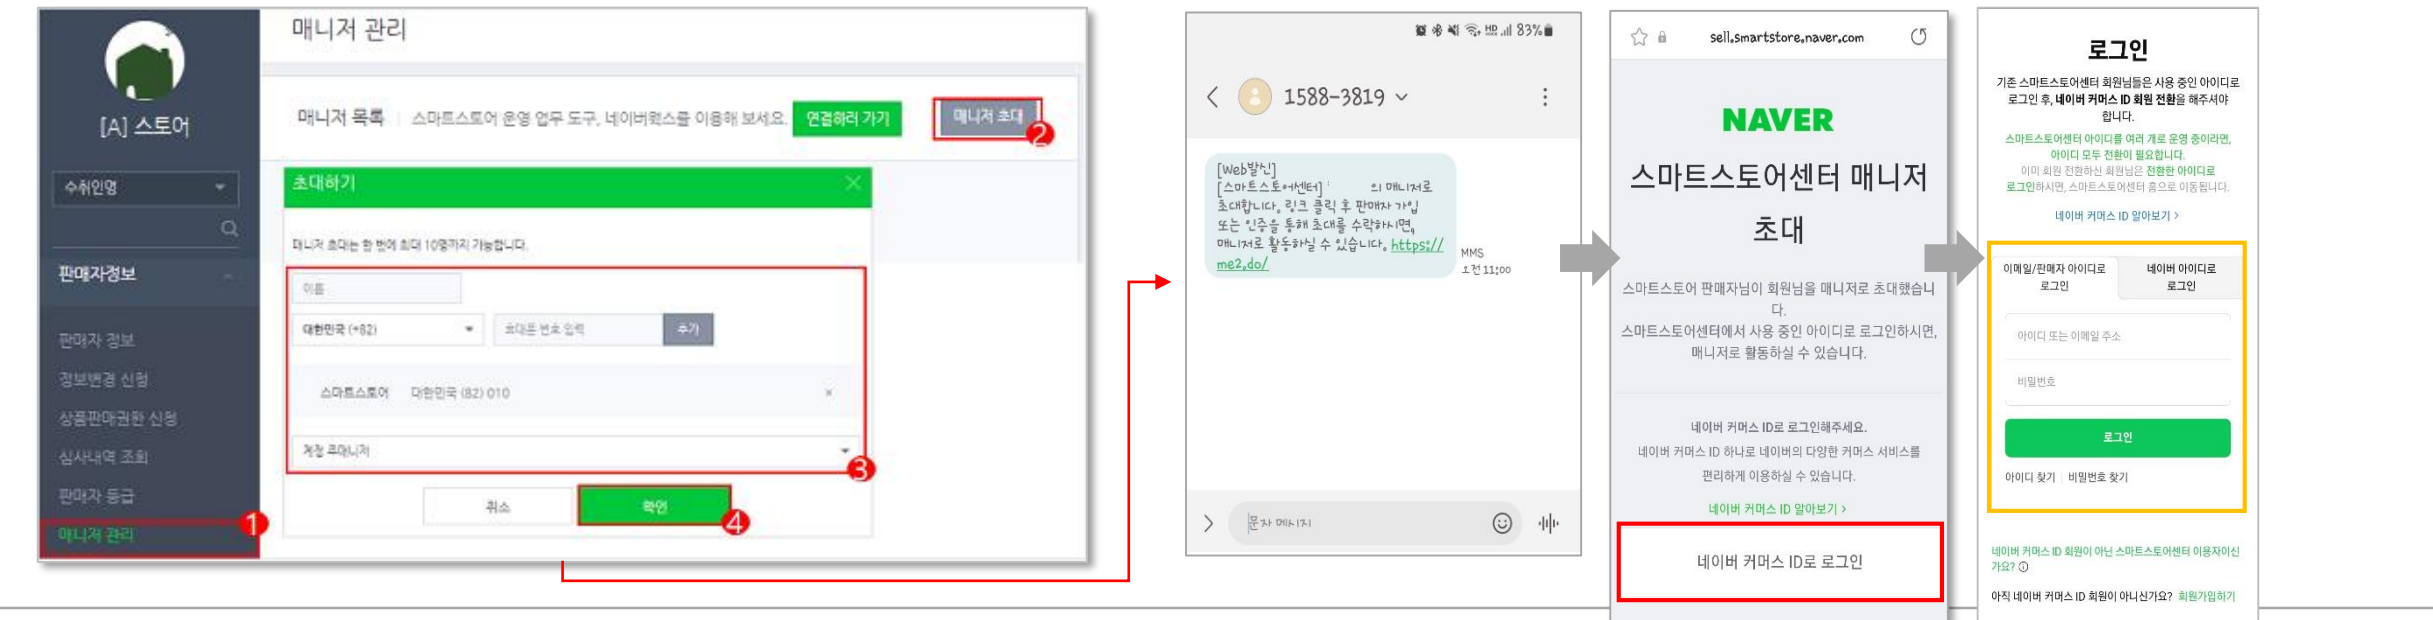 [A] 스토어
수취인명
판매자정보
판매자 정보
정보변경 신청
상품판매권한 신청
심사내역 조회
판매자 등급
매니저 관리
1
매니저 관리
매니저 목록
스마트스토어 운영 업무 도구, 네이버웍스를 이용해 보세요.
연결하러 가기
매니저 초대
2
초대하기
매니저 초대는 한 번에 최대 10명까지 가능합니다.
이름
대한민국 (+82)
휴대폰 번호 입력
추가
스마트스토어 대한민국 (82) 010
계정 주매니저
3
취소
확인
4
83%
1588-3819
[Web발신]
[스마트스토어센터] 의 매니저로
초대합니다. 링크 클릭 후 판매자 가입
또는 인증을 통해 초대를 수락하시면,
매니저로 활동하실 수 있습니다. https://
me2.do/
MMS
오전 11:00
문자 메시지
sell.smartstore.naver.com
NAVER
스마트스토어센터 매니저
초대
스마트스토어 판매자님이 회원님을 매니저로 초대했습니
다.
스마트스토어센터에서 사용 중인 아이디로 로그인하시면,
매니저로 활동하실 수 있습니다.
네이버 커머스 ID로 로그인해주세요.
네이버 커머스 ID 하나로 네이버의 다양한 커머스 서비스를
편리하게 이용하실 수 있습니다.
네이버 커머스 ID 알아보기 >
네이버 커머스 ID로 로그인
로그인
기존 스마트스토어센터 회원님들은 사용 중인 아이디로
로그인 후, 네이버 커머스 ID 회원 전환을 해주셔야
합니다.
스마트스토어센터 아이디를 여러 개로 운영 중이라면,
아이디 모두 전환이 필요합니다.
이미 회원 전환하신 회원님은 전환한 아이디로
로그인하시면, 스마트스토어센터 홈으로 이동됩니다.
네이버 커머스 ID 알아보기 >
이메일/판매자 아이디로
로그인
네이버 아이디로
로그인
아이디 또는 이메일 주소
비밀번호
로그인
아이디 찾기 | 비밀번호 찾기
네이버 커머스 ID 회원이 아닌 스마트스토어센터 이용자이신
가요?
아직 네이버 커머스 ID 회원이 아니신가요? 회원가입하기